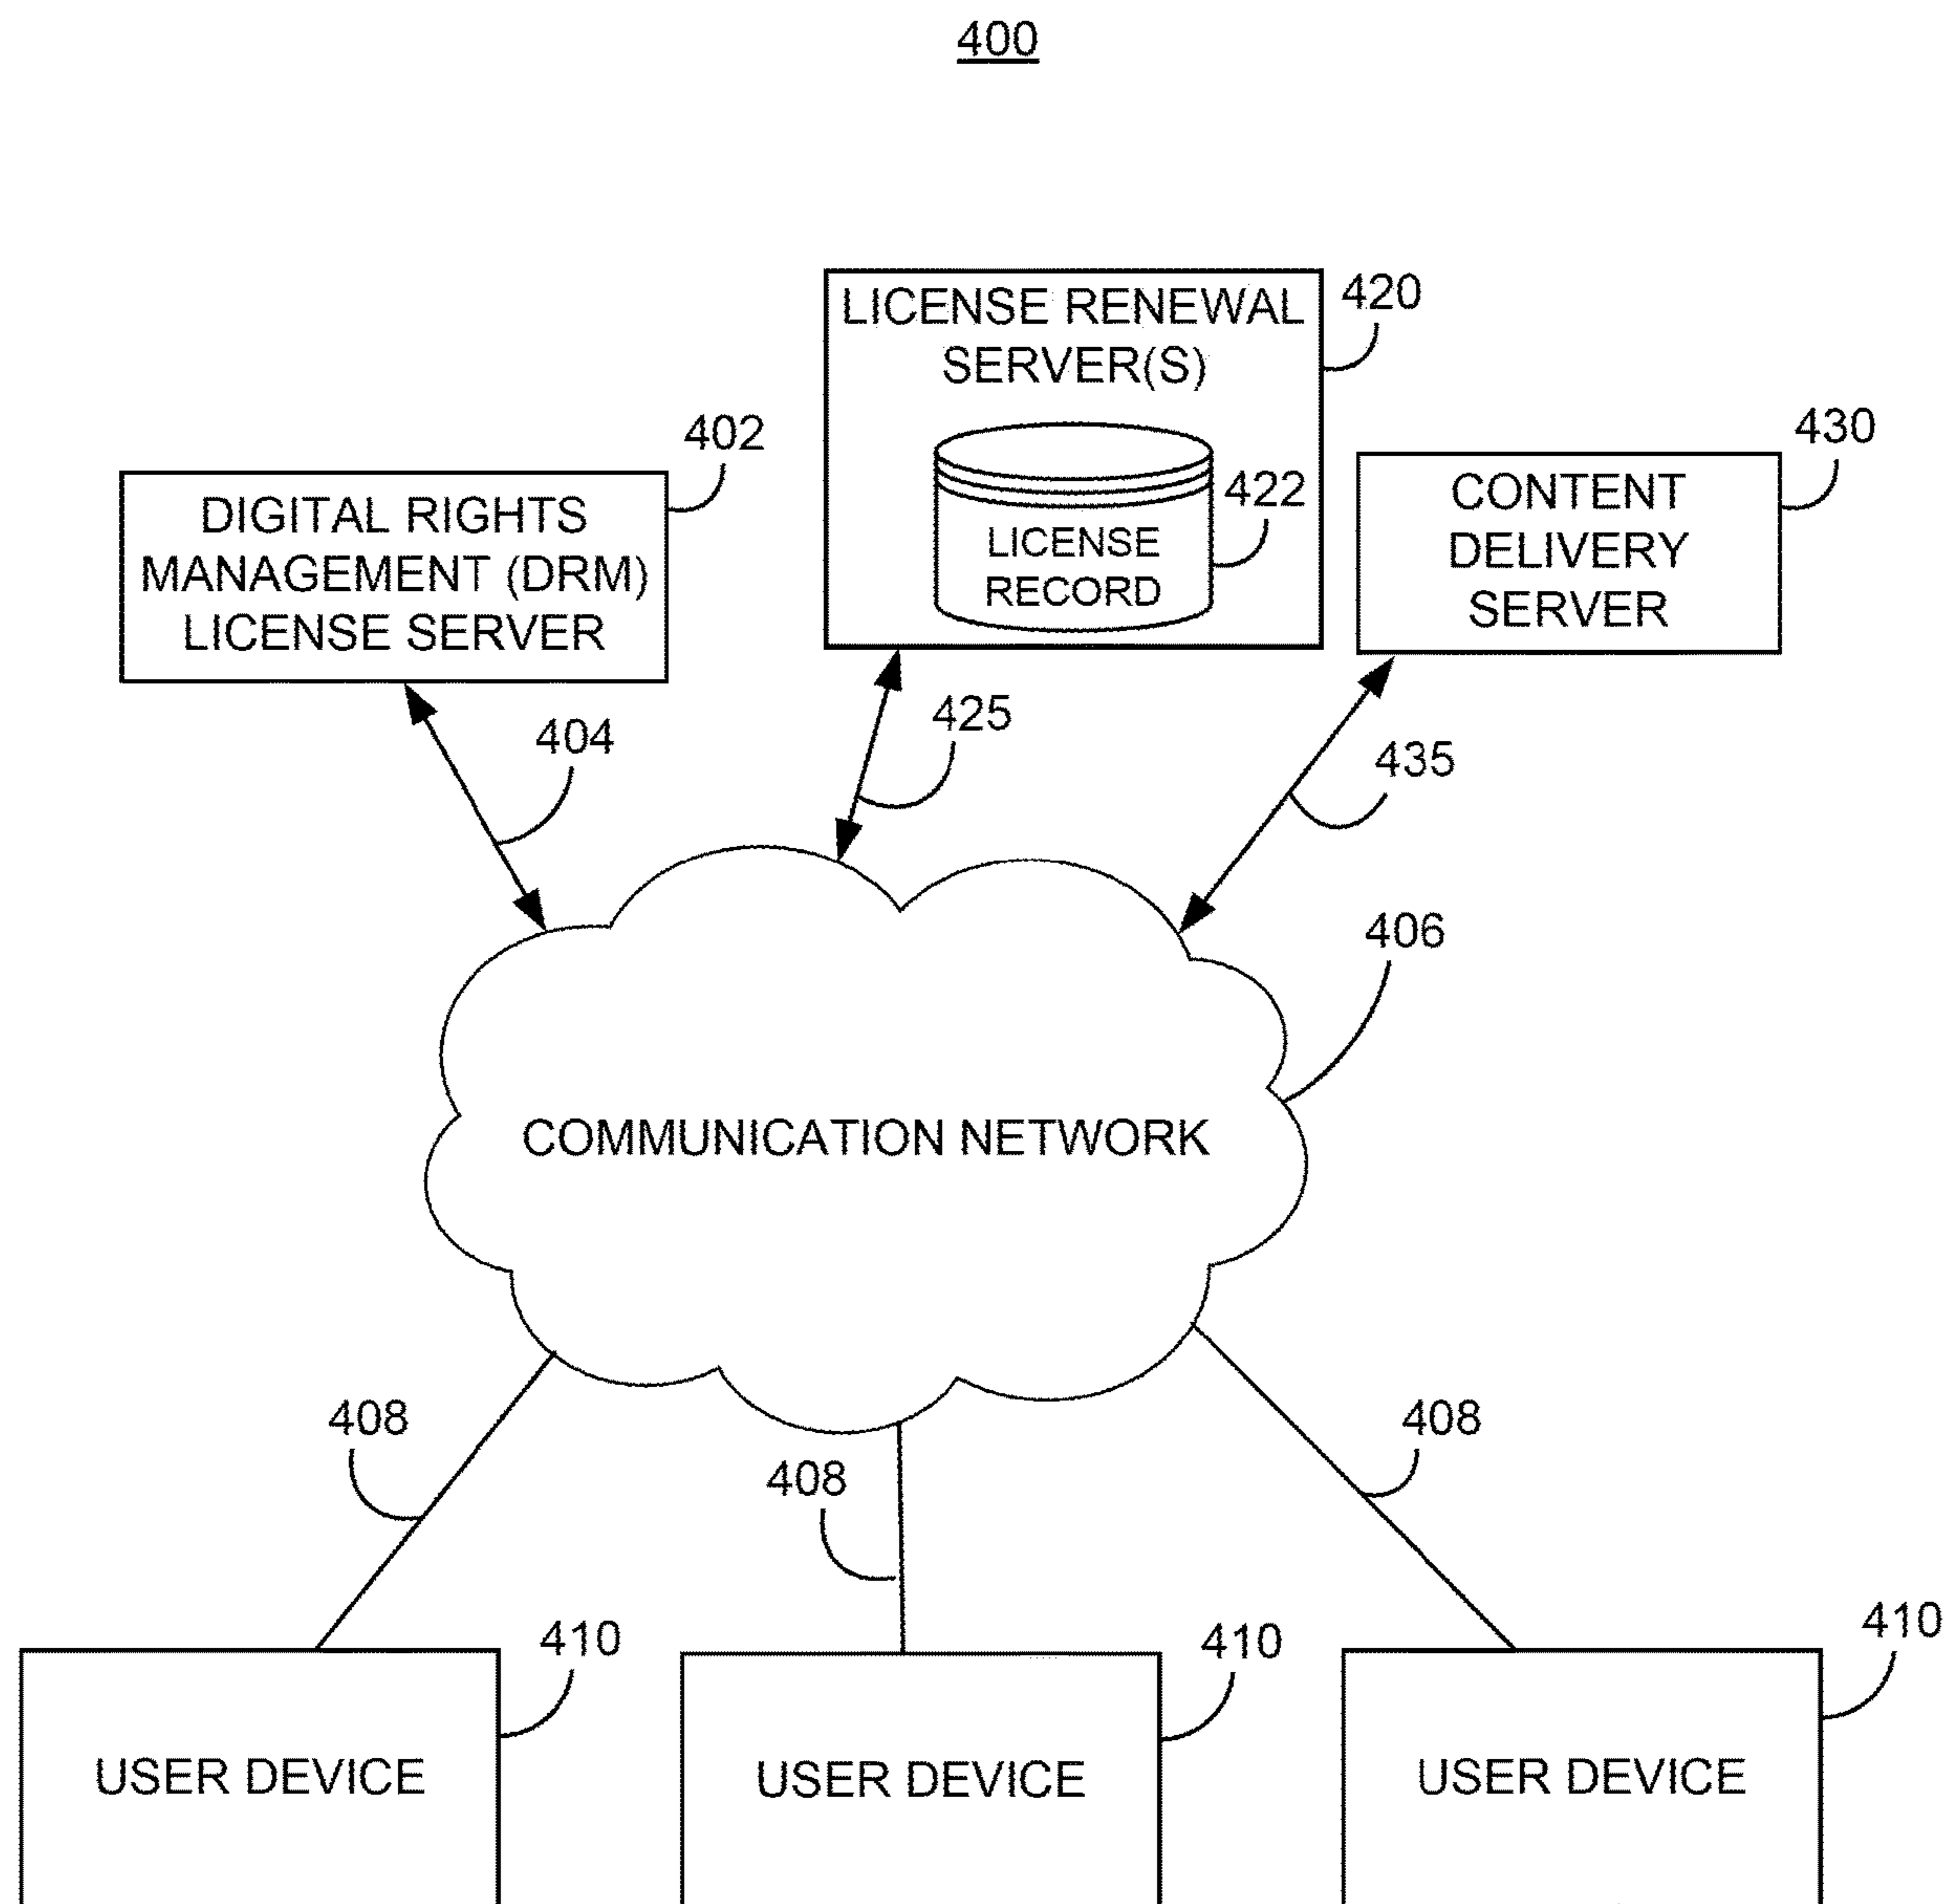 400
LICENSE RENEWAL
SERVER(S)
420
402
430
DIGITAL RIGHTS
MANAGEMENT (DRM)
LICENSE SERVER
LICENSE
RECORD
422
CONTENT
DELIVERY
SERVER
404
425
435
406
COMMUNICATION NETWORK
408
408
408
410
410
410
USER DEVICE
USER DEVICE
USER DEVICE